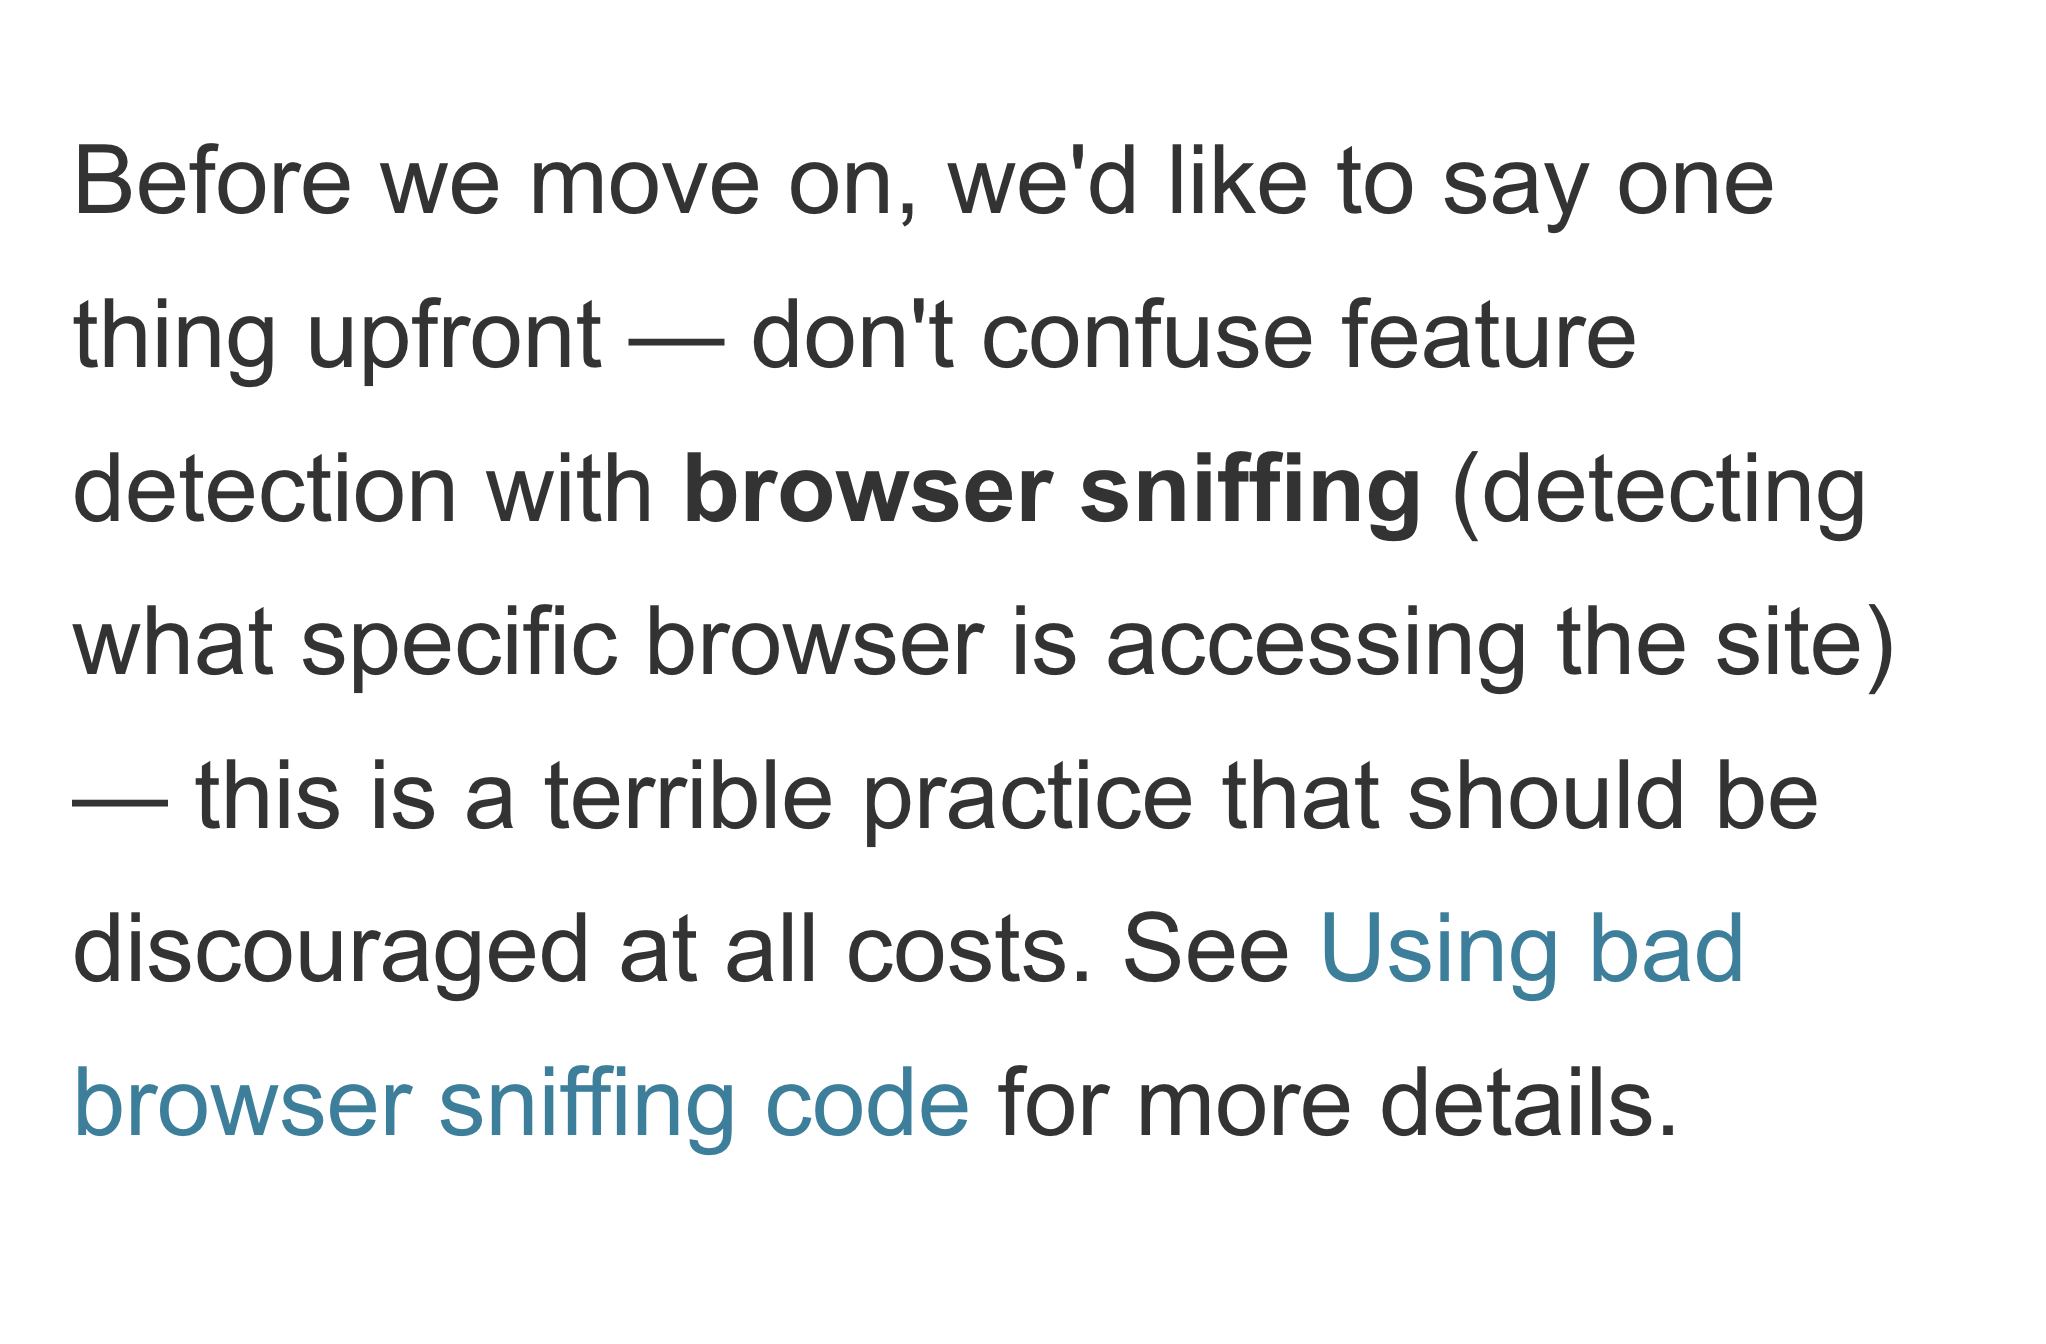 Before we move on, we'd like to say one
thing upfront — don't confuse feature
detection with browser sniffing (detecting
what specific browser is accessing the site)
— this is a terrible practice that should be
discouraged at all costs. See Using bad
browser sniffing code for more details.